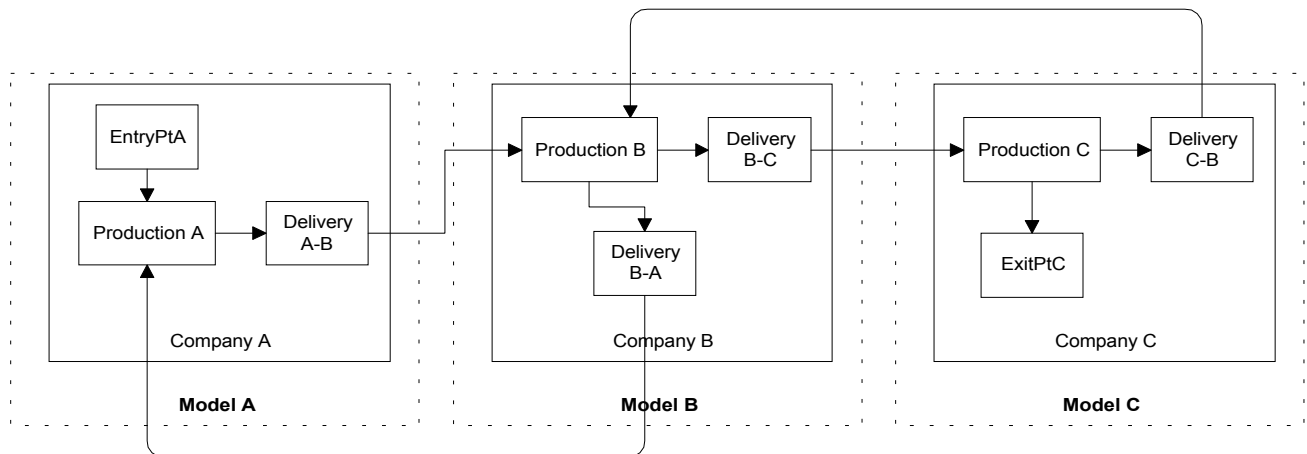 EntryPtA
Production A
Delivery
A-B
Company A
Model A
Production B
Delivery
B-C
Delivery
B-A
Company B
Model B
Production C
Delivery
C-B
ExitPtC
Company C
Model C